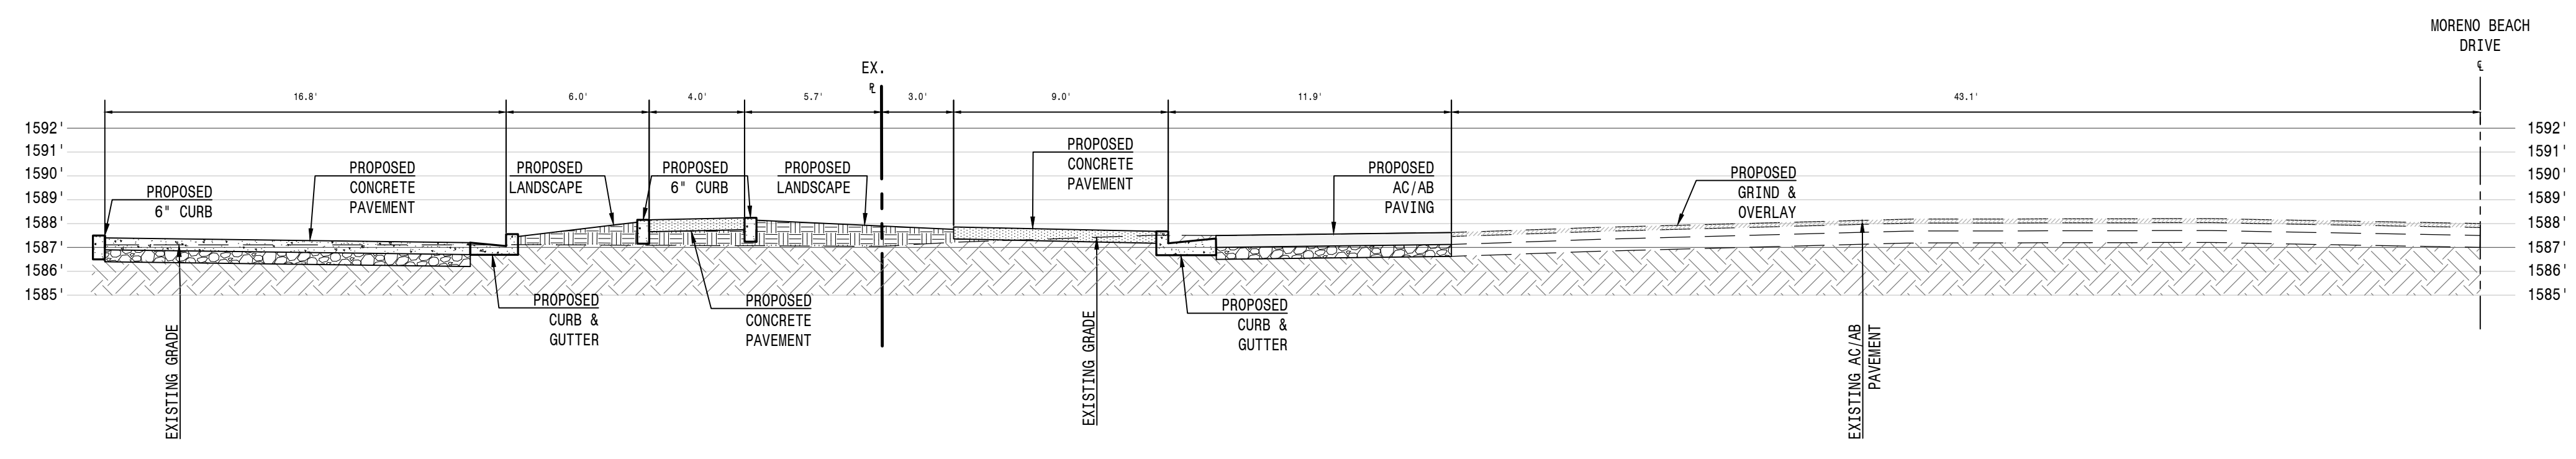 MORENO BEACH
DRIVE
℄
EX.
℄
16.8'
6.0'
4.0'
5.7'
3.0'
9.0'
11.9'
43.1'
1592'
1591'
1590'
1589'
1588'
1587'
1586'
1585'
PROPOSED
6" CURB
PROPOSED
CONCRETE
PAVEMENT
PROPOSED
LANDSCAPE
PROPOSED
6" CURB
PROPOSED
LANDSCAPE
PROPOSED
CONCRETE
PAVEMENT
PROPOSED
AC/AB
PAVING
PROPOSED
GRIND &
OVERLAY
1592'
1591'
1590'
1589'
1588'
1587'
1586'
1585'
EXISTING GRADE
PROPOSED
CURB &
GUTTER
PROPOSED
CONCRETE
PAVEMENT
EXISTING GRADE
PROPOSED
CURB &
GUTTER
EXISTING AC/AB
PAVEMENT